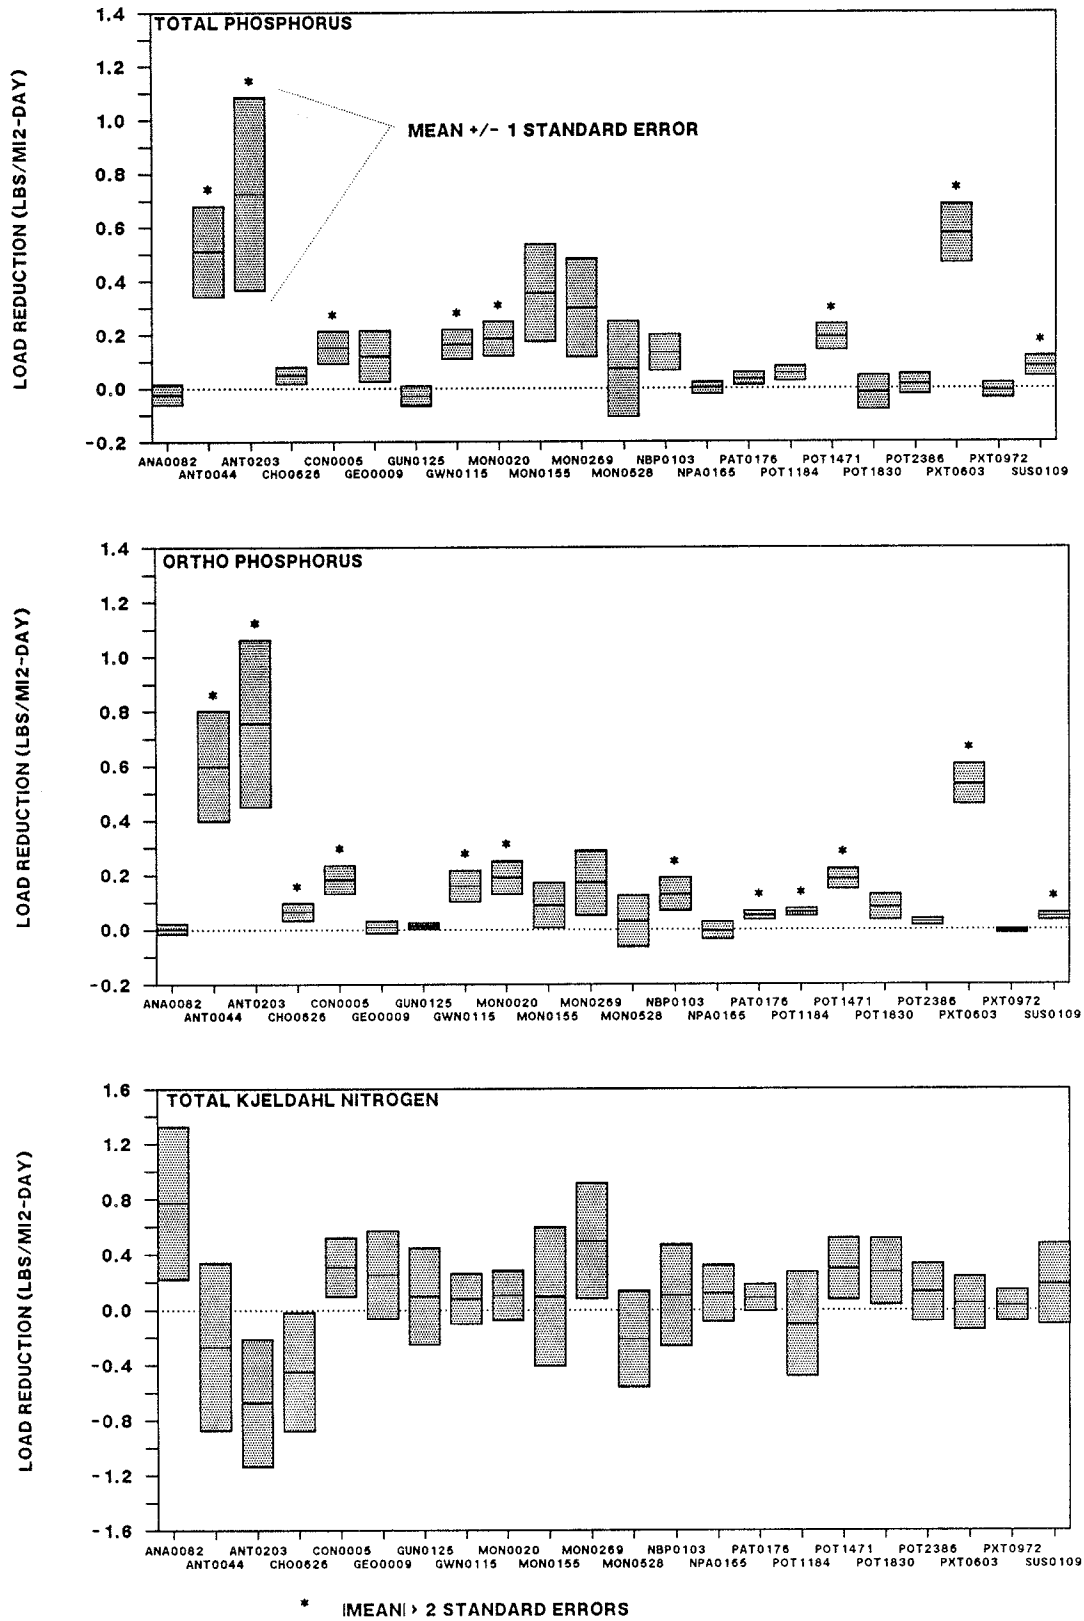 TOTAL PHOSPHORUS
LOAD REDUCTION (LBS/MI2-DAY)
1.4
1.2
1.0
0.8
0.6
0.4
0.2
0.0
-0.2
* * * * * * * * *
MEAN +/- 1 STANDARD ERROR
ANA0082 ANT0203 CON0005 GUN0125 MON0020 MON0269 NBP0103 PAT0176 POT1471 POT2386 PXT0972
ANT0044 CHO0626 GEO0009 GWN0115 MON0155 MON0528 NPA0165 POT1184 POT1830 PXT0603 SUS0109
ORTHO PHOSPHORUS
LOAD REDUCTION (LBS/MI2-DAY)
1.4
1.2
1.0
0.8
0.6
0.4
0.2
0.0
-0.2
* * * * * * * * * * * *
ANA0082 ANT0203 CON0005 GUN0125 MON0020 MON0269 NBP0103 PAT0176 POT1471 POT2386 PXT0972
ANT0044 CHO0626 GEO0009 GWN0115 MON0155 MON0528 NPA0165 POT1184 POT1830 PXT0603 SUS0109
TOTAL KJELDAHL NITROGEN
LOAD REDUCTION (LBS/MI2-DAY)
1.6
1.2
0.8
0.4
0.0
-0.4
-0.8
-1.2
-1.6
ANA0082 ANT0203 CON0005 GUN0125 MON0020 MON0269 NBP0103 PAT0176 POT1471 POT2386 PXT0972
ANT0044 CHO0626 GEO0009 GWN0115 MON0155 MON0528 NPA0165 POT1184 POT1830 PXT0603 SUS0109
* |MEAN| > 2 STANDARD ERRORS